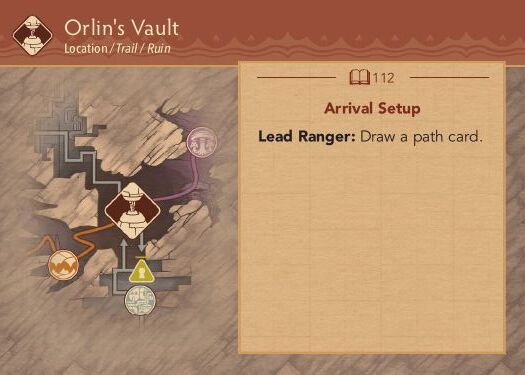 Orlin's Vault
Location / Trail / Ruin
112
Arrival Setup
Lead Ranger: Draw a path card.